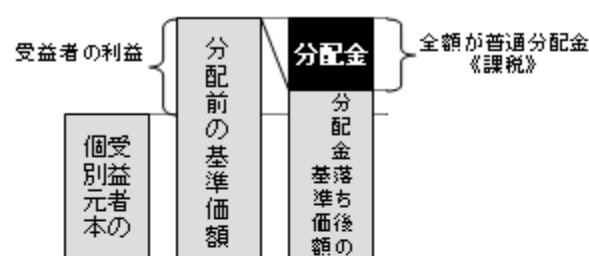 受益者の利益
分配前の基準価額
分配金
全額が普通分配金
《課税》
受益者の
個別元本
分配金落ち後の
基準価額